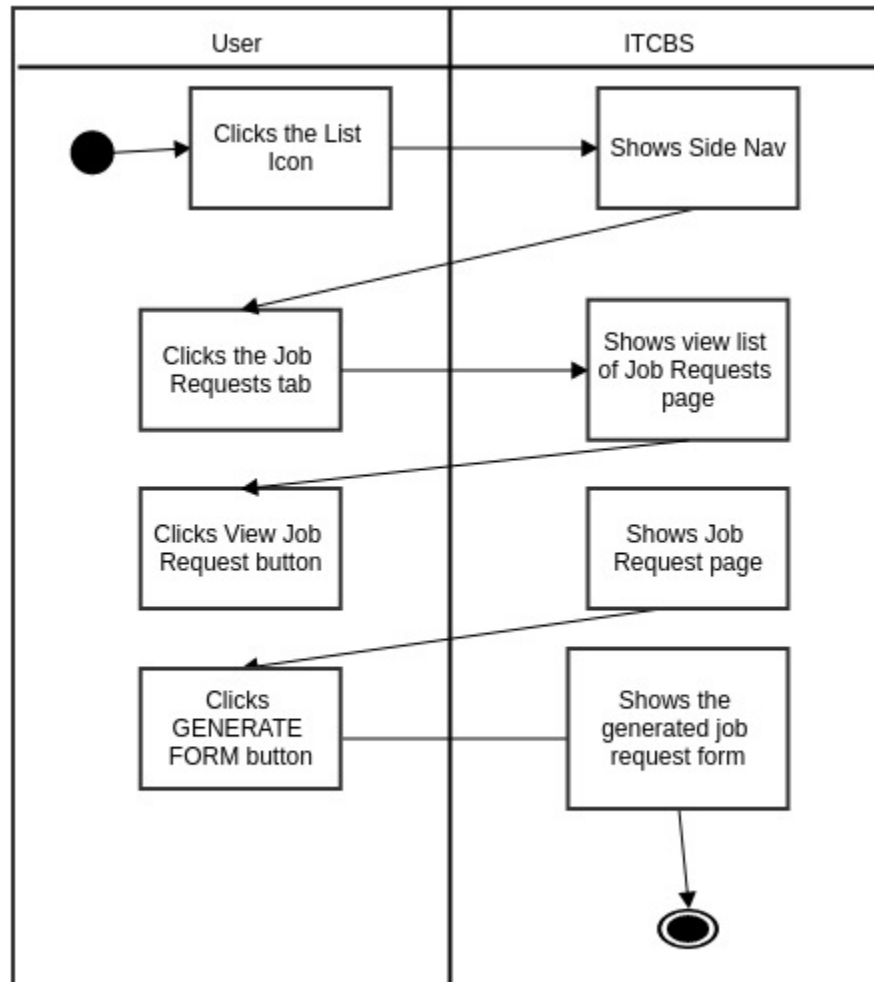 User
ITCBS
Clicks the List
Icon
Shows Side Nav
Clicks the Job
Requests tab
Shows view list
of Job Requests
page
Clicks View Job
Request button
Shows Job
Request page
Clicks
GENERATE
FORM button
Shows the
generated job
request form